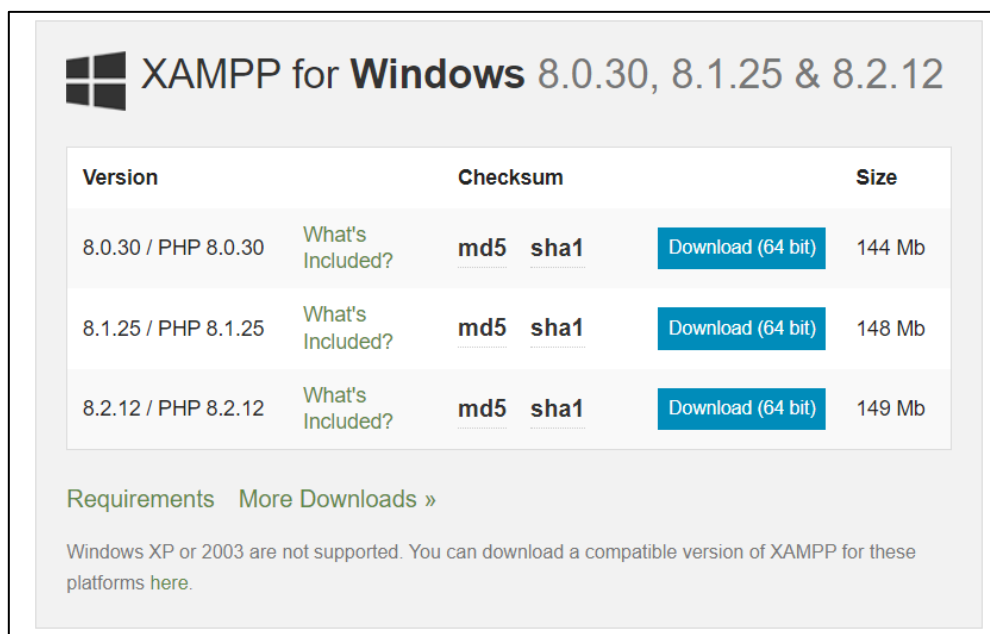 XAMPP for Windows 8.0.30, 8.1.25 & 8.2.12
Version Checksum Size
8.0.30 / PHP 8.0.30 What's Included? md5 sha1 Download (64 bit) 144 Mb
8.1.25 / PHP 8.1.25 What's Included? md5 sha1 Download (64 bit) 148 Mb
8.2.12 / PHP 8.2.12 What's Included? md5 sha1 Download (64 bit) 149 Mb
Requirements More Downloads »
Windows XP or 2003 are not supported. You can download a compatible version of XAMPP for these
platforms here.